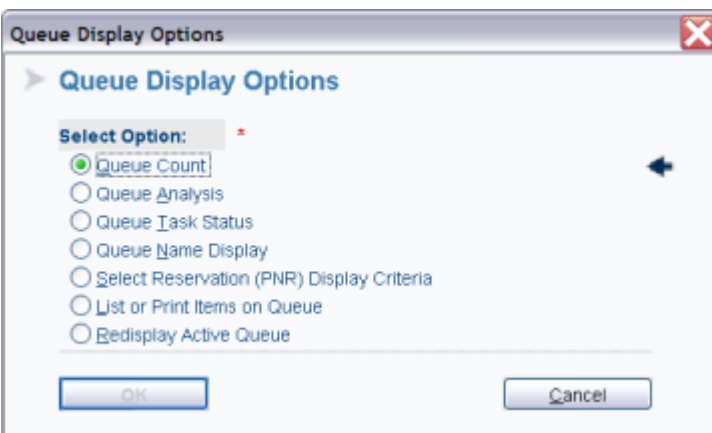 Queue Display Options
Queue Display Options
Select Option: *
Queue Count
Queue Analysis
Queue Task Status
Queue Name Display
Select Reservation (PNR) Display Criteria
List or Print Items on Queue
Redisplay Active Queue
OK Cancel